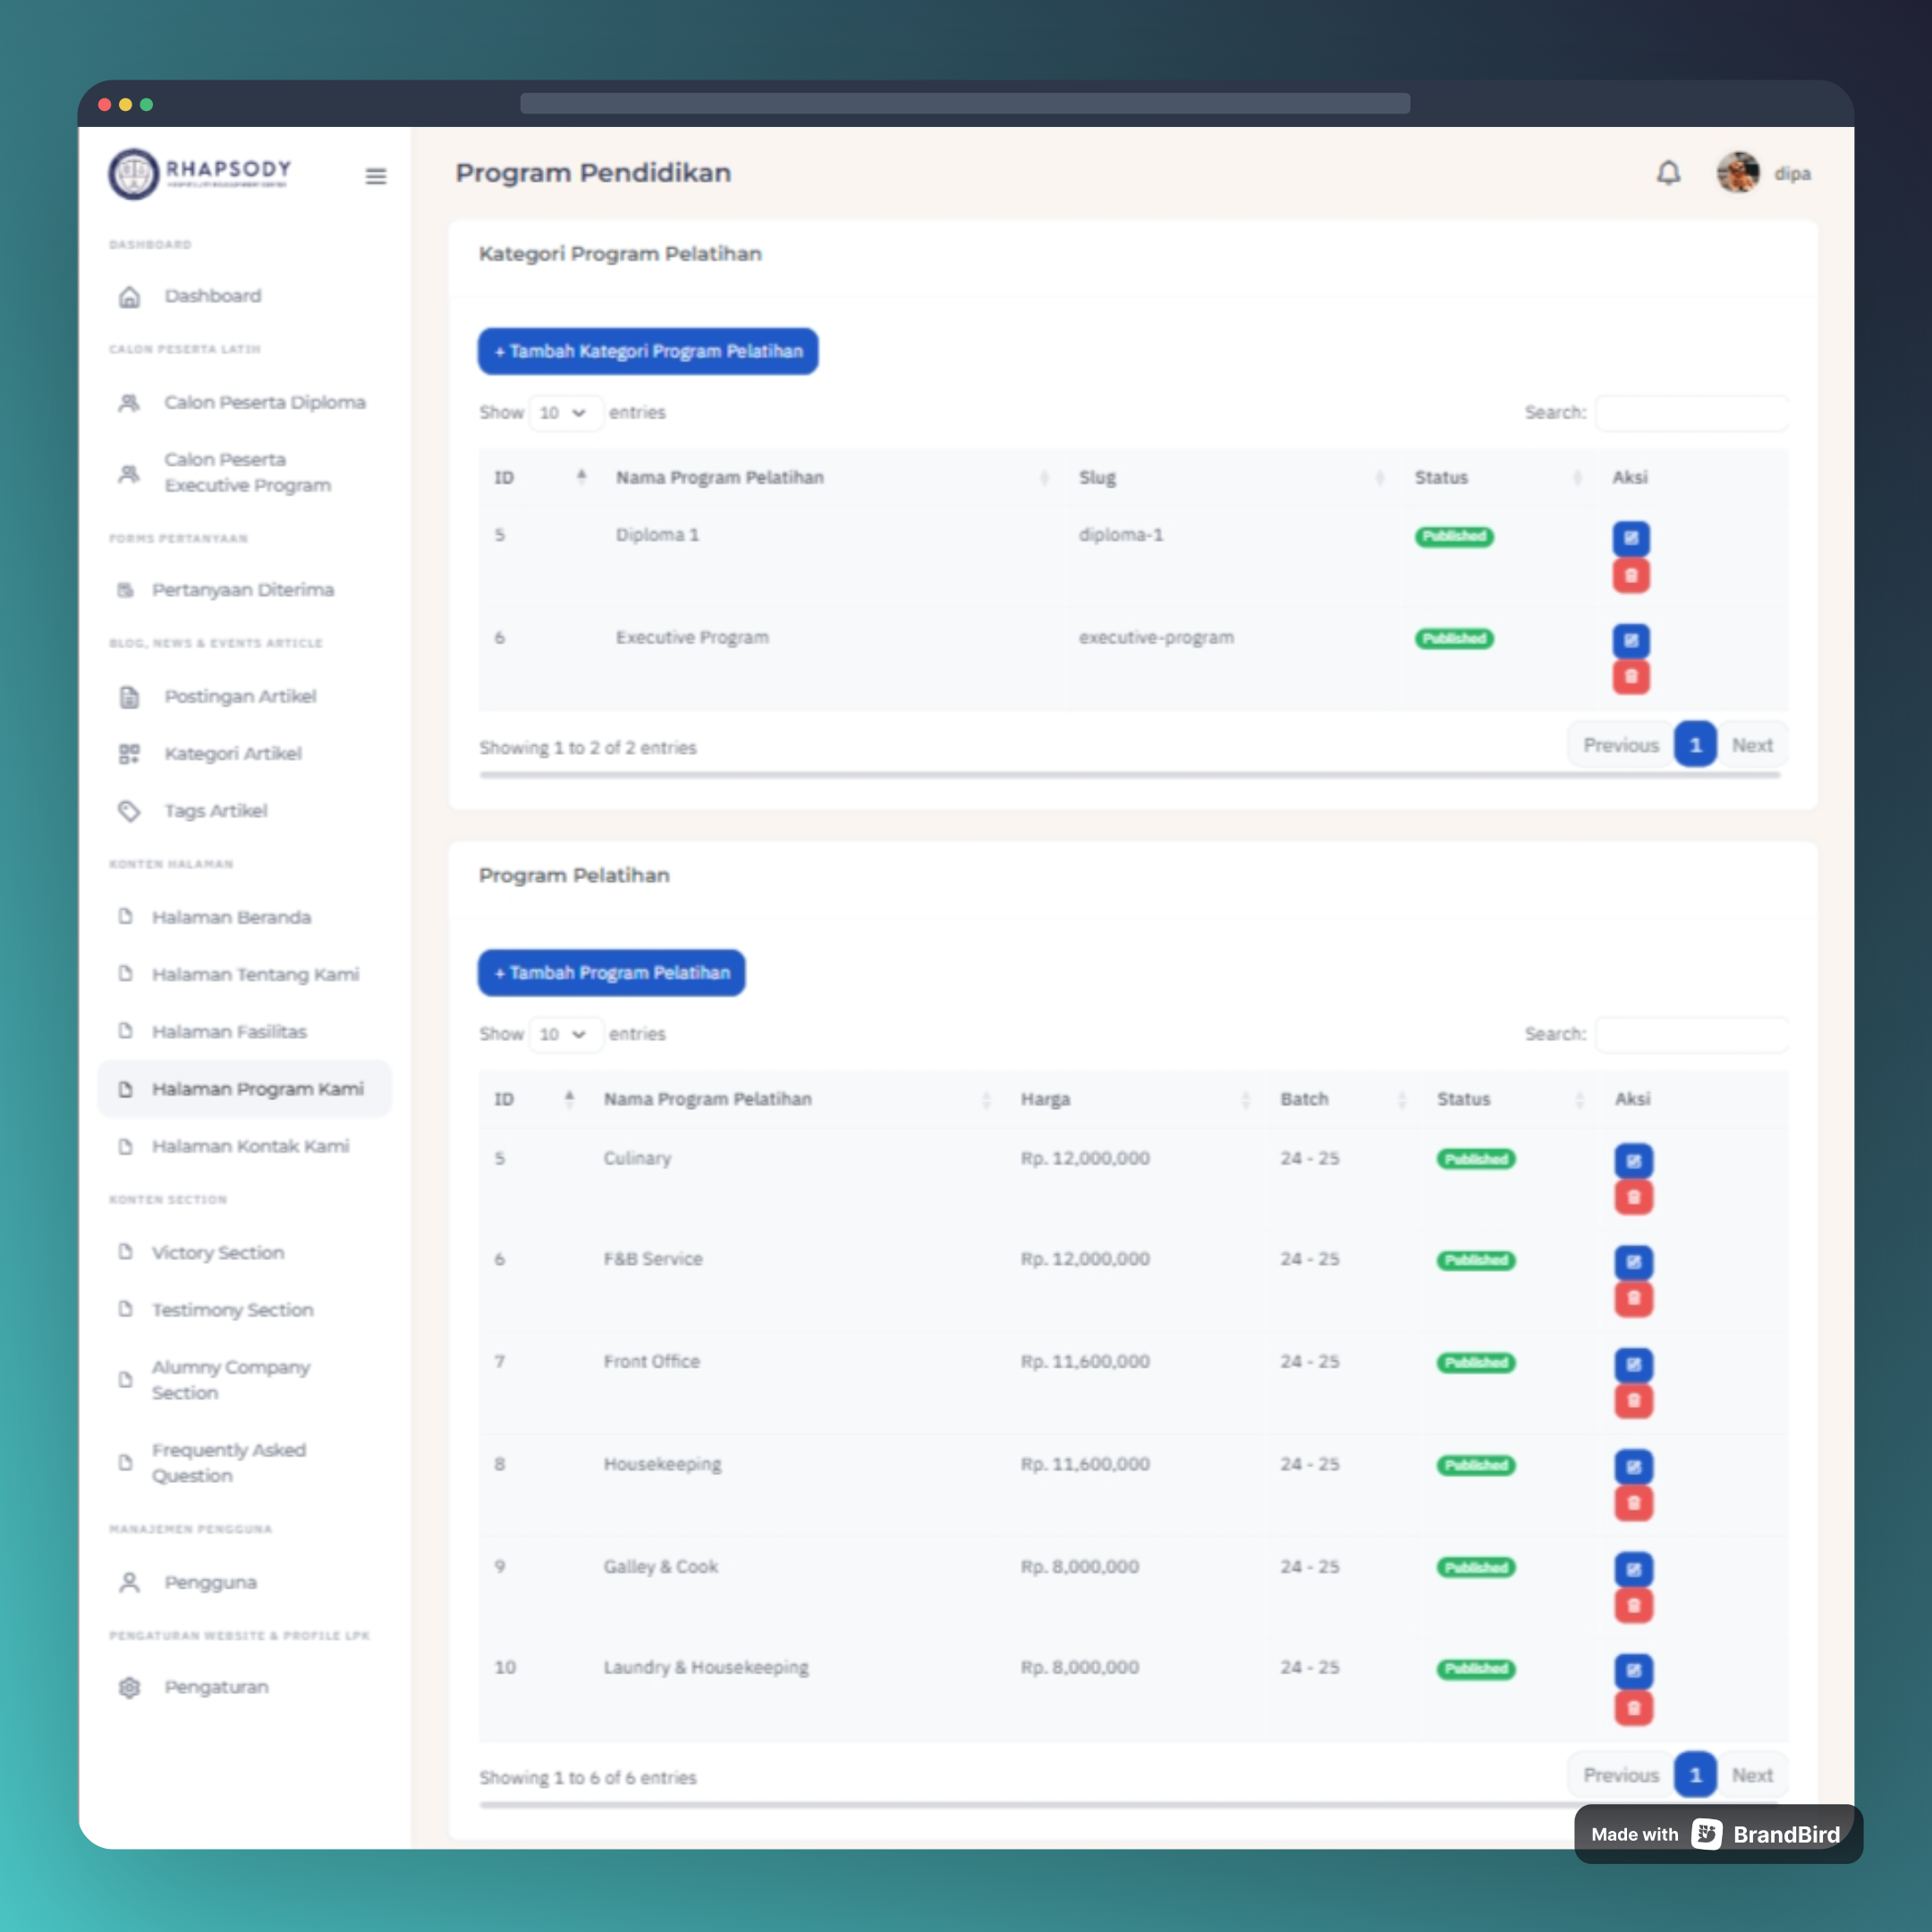 RHAPSODY
DASHBOARD
Dashboard
CALON PESERTA LATIH
Calon Peserta Diploma
Calon Peserta
Executive Program
FORMS PERTANYAAN
Pertanyaan Diterima
BLOG, NEWS & EVENTS ARTICLE
Postingan Artikel
Kategori Artikel
Tags Artikel
KONTEN HALAMAN
Halaman Beranda
Halaman Tentang Kami
Halaman Fasilitas
Halaman Program Kami
Halaman Kontak Kami
KONTEN SECTION
Victory Section
Testimony Section
Alumny Company
Section
Frequently Asked
Question
MANAJEMEN PENGGUNA
Pengguna
PENGATURAN WEBSITE & PROFILE LPK
Pengaturan
Program Pendidikan
dipa
Kategori Program Pelatihan
+ Tambah Kategori Program Pelatihan
Show 10 entries Search:
ID Nama Program Pelatihan Slug Status Aksi
5 Diploma 1 diploma-1 Published
6 Executive Program executive-program Published
Showing 1 to 2 of 2 entries Previous 1 Next
Program Pelatihan
+ Tambah Program Pelatihan
Show 10 entries Search:
ID Nama Program Pelatihan Harga Batch Status Aksi
5 Culinary Rp. 12,000,000 24 - 25 Published
6 F&B Service Rp. 12,000,000 24 - 25 Published
7 Front Office Rp. 11,600,000 24 - 25 Published
8 Housekeeping Rp. 11,600,000 24 - 25 Published
9 Galley & Cook Rp. 8,000,000 24 - 25 Published
10 Laundry & Housekeeping Rp. 8,000,000 24 - 25 Published
Showing 1 to 6 of 6 entries Previous 1 Next
Made with BrandBird